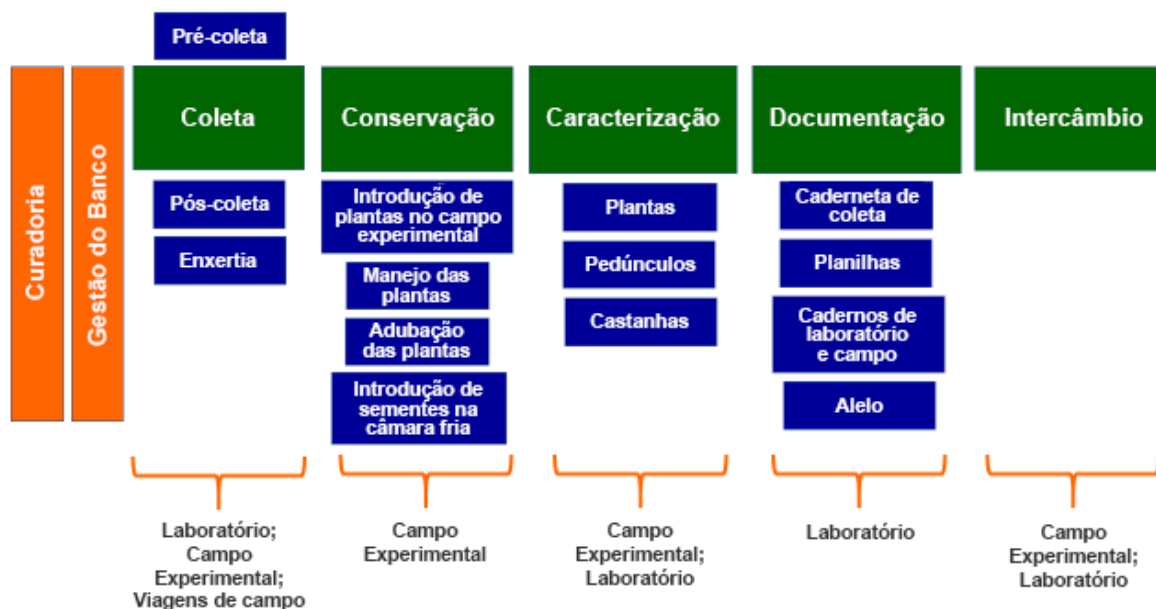 Curadoria
Gestão do Banco
Pré-coleta
Coleta
Pós-coleta
Enxertia
Laboratório;
Campo
Experimental;
Viagens de campo
Conservação
Introdução de
plantas no campo
experimental
Manejo das
plantas
Adubação
das plantas
Introdução de
sementes na
câmara fria
Campo
Experimental
Caracterização
Plantas
Pedúnculos
Castanhas
Campo
Experimental;
Laboratório
Documentação
Caderneta de
coleta
Planilhas
Cadernos de
laboratório
e campo
Alelo
Laboratório
Intercâmbio
Campo
Experimental;
Laboratório